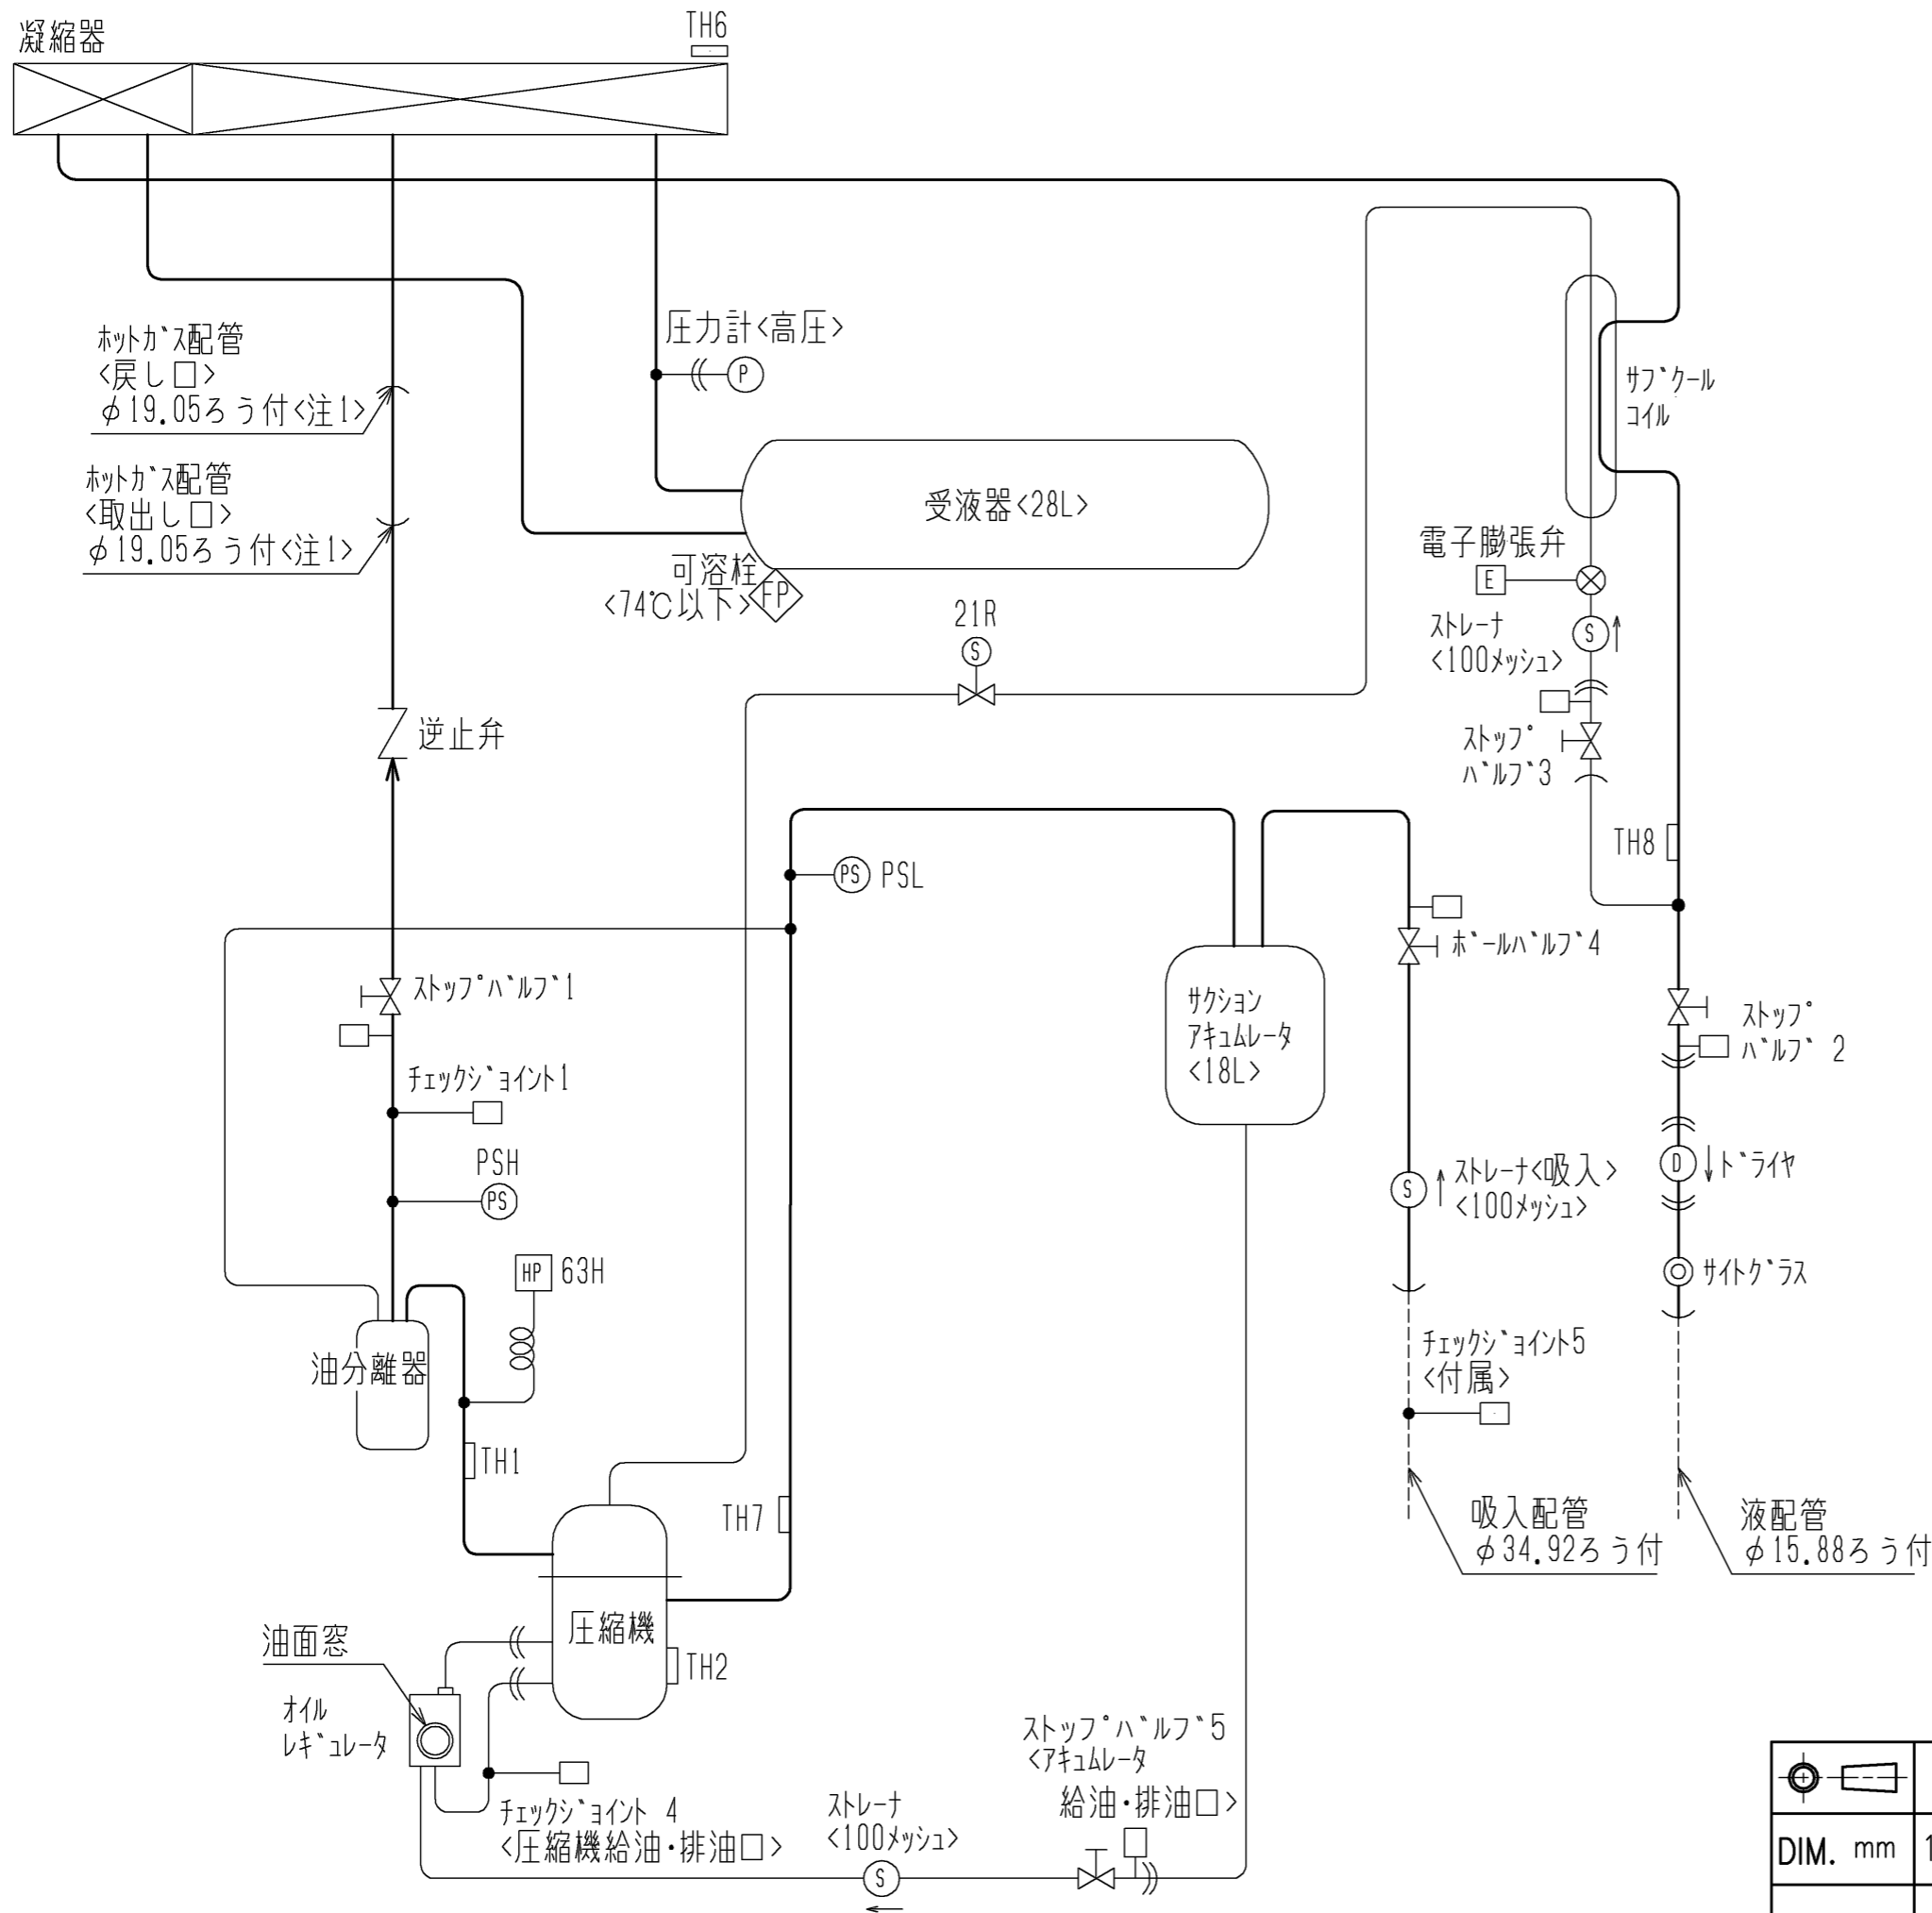 凝縮器
TH6
ホットガス配管
<戻し口>
φ19.05ろう付<注1>
圧力計<高圧>
P
サブクール
コイル
ホットガス配管
<取出し口>
φ19.05ろう付<注1>
受液器<28L>
可溶栓
<74℃以下>
FP
電子膨張弁
E
21R
S
ストレーナ
<100メッシュ>
S
逆止弁
ストップ
バルブ3
TH8
PS PSL
ストップバルブ1
ボールバルブ4
サクション
アキュムレータ
<18L>
ストップ
バルブ 2
チェックジョイント1
PSH
PS
S
ストレーナ<吸入>
<100メッシュ>
D
ドライヤ
HP 63H
サイトグラス
油分離器
チェックジョイント5
<付属>
TH1
TH7
吸入配管
φ34.92ろう付
液配管
φ15.88ろう付
圧縮機
TH2
油面窓
オイル
レギュレータ
ストップバルブ5
<アキュムレータ
給油・排油口>
チェックジョイント 4
<圧縮機給油・排油口>
ストレーナ
<100メッシュ>
S
DIM. mm